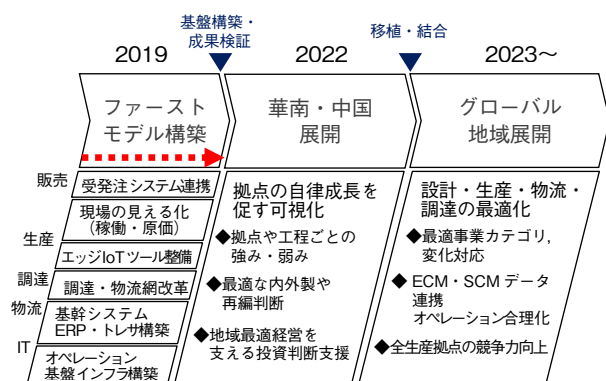 基盤構築・
成果検証
移植・結合
2019
2022
2023～
ファースト
モデル構築
華南・中国
展開
グローバル
地域展開
販売
受発注システム連携
現場の見える化
（稼働・原価）
生産
エッジIoTツール整備
調達
調達・物流網改革
物流
基幹システム
ERP・トレサ構築
IT
オペレーション
基盤インフラ構築
拠点の自律成長を
促す可視化
◆拠点や工程ごとの
強み・弱み
◆最適な内外製や
再編判断
◆地域最適経営を
支える投資判断支援
設計・生産・物流・
調達の最適化
◆最適事業カテゴリ，
変化対応
◆ECM・SCMデータ
連携
オペレーション合理化
◆全生産拠点の競争力向上